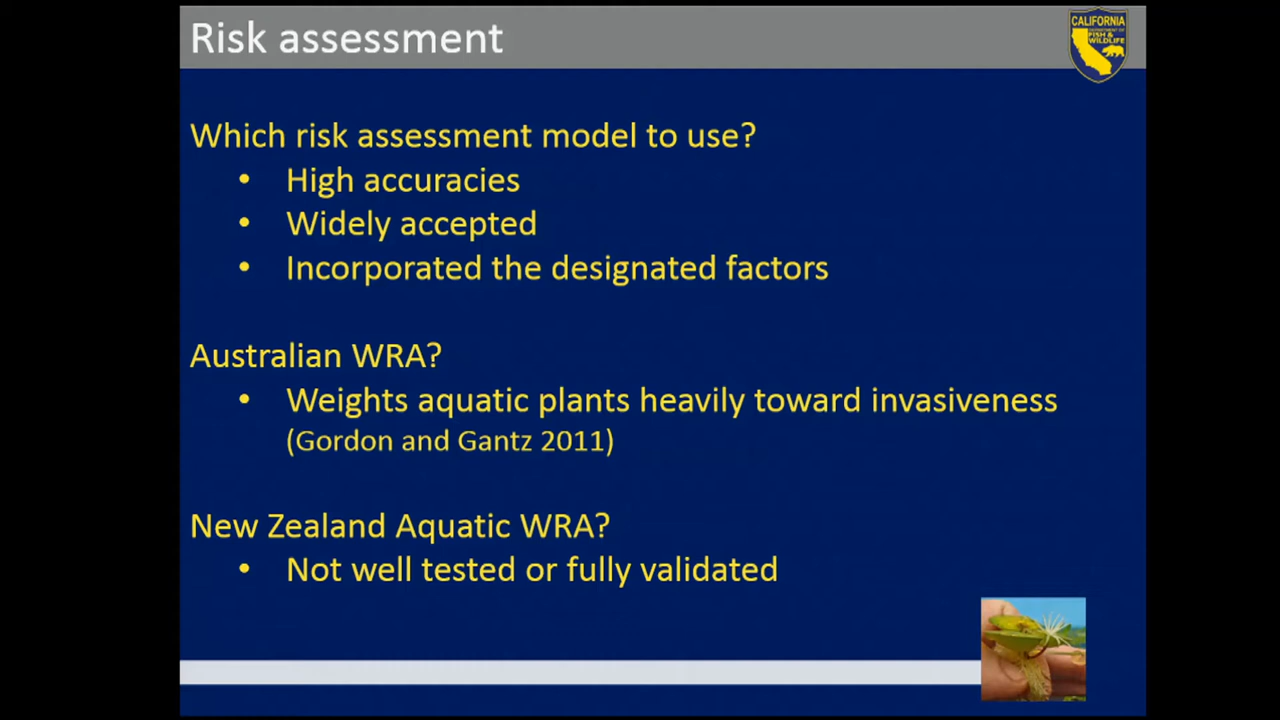 Risk assessment
CALIFORNIA
DEPARTMENT OF
FISH &
WILDLIFE
Which risk assessment model to use?
• High accuracies
• Widely accepted
• Incorporated the designated factors
Australian WRA?
• Weights aquatic plants heavily toward invasiveness
(Gordon and Gantz 2011)
New Zealand Aquatic WRA?
• Not well tested or fully validated